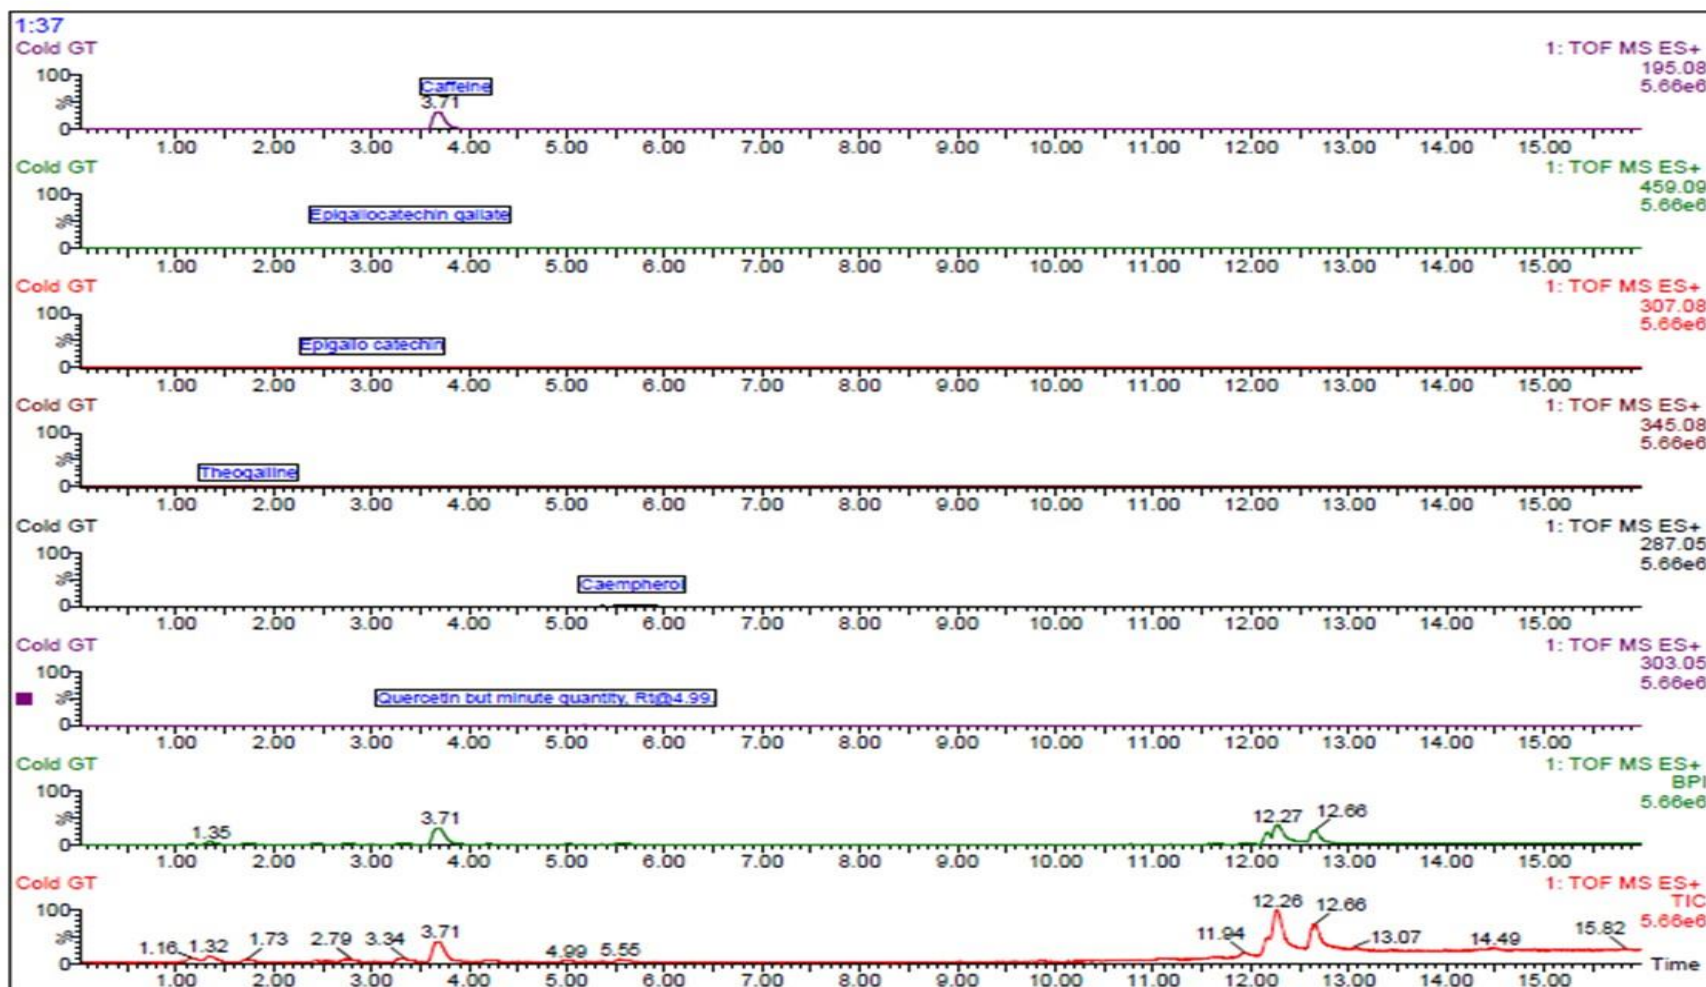 1:37
Cold GT 1: TOF MS ES+
195.08
5.66e6
Caffeine
3.71
100
%
0
1.00 2.00 3.00 4.00 5.00 6.00 7.00 8.00 9.00 10.00 11.00 12.00 13.00 14.00 15.00
Cold GT 1: TOF MS ES+
459.09
5.66e6
100
Epigallocatechin gallate
%
0
1.00 2.00 3.00 4.00 5.00 6.00 7.00 8.00 9.00 10.00 11.00 12.00 13.00 14.00 15.00
Cold GT 1: TOF MS ES+
307.08
5.66e6
100
%
Epigallo catechin
0
1.00 2.00 3.00 4.00 5.00 6.00 7.00 8.00 9.00 10.00 11.00 12.00 13.00 14.00 15.00
Cold GT 1: TOF MS ES+
345.08
5.66e6
100
%
Theogalline
0
1.00 2.00 3.00 4.00 5.00 6.00 7.00 8.00 9.00 10.00 11.00 12.00 13.00 14.00 15.00
Cold GT 1: TOF MS ES+
287.05
5.66e6
100
%
Caempherol
0
1.00 2.00 3.00 4.00 5.00 6.00 7.00 8.00 9.00 10.00 11.00 12.00 13.00 14.00 15.00
Cold GT 1: TOF MS ES+
303.05
5.66e6
100
%
Quercetin but minute quantity, Rt@4.99.
0
1.00 2.00 3.00 4.00 5.00 6.00 7.00 8.00 9.00 10.00 11.00 12.00 13.00 14.00 15.00
Cold GT 1: TOF MS ES+
BPI
5.66e6
100
%
1.35 3.71 12.27 12.66
0
1.00 2.00 3.00 4.00 5.00 6.00 7.00 8.00 9.00 10.00 11.00 12.00 13.00 14.00 15.00
Cold GT 1: TOF MS ES+
TIC
5.66e6
100
%
1.16 1.32 1.73 2.79 3.34 3.71 4.99 5.55 11.94 12.26 12.66 13.07 14.49 15.82
0
Time
1.00 2.00 3.00 4.00 5.00 6.00 7.00 8.00 9.00 10.00 11.00 12.00 13.00 14.00 15.00